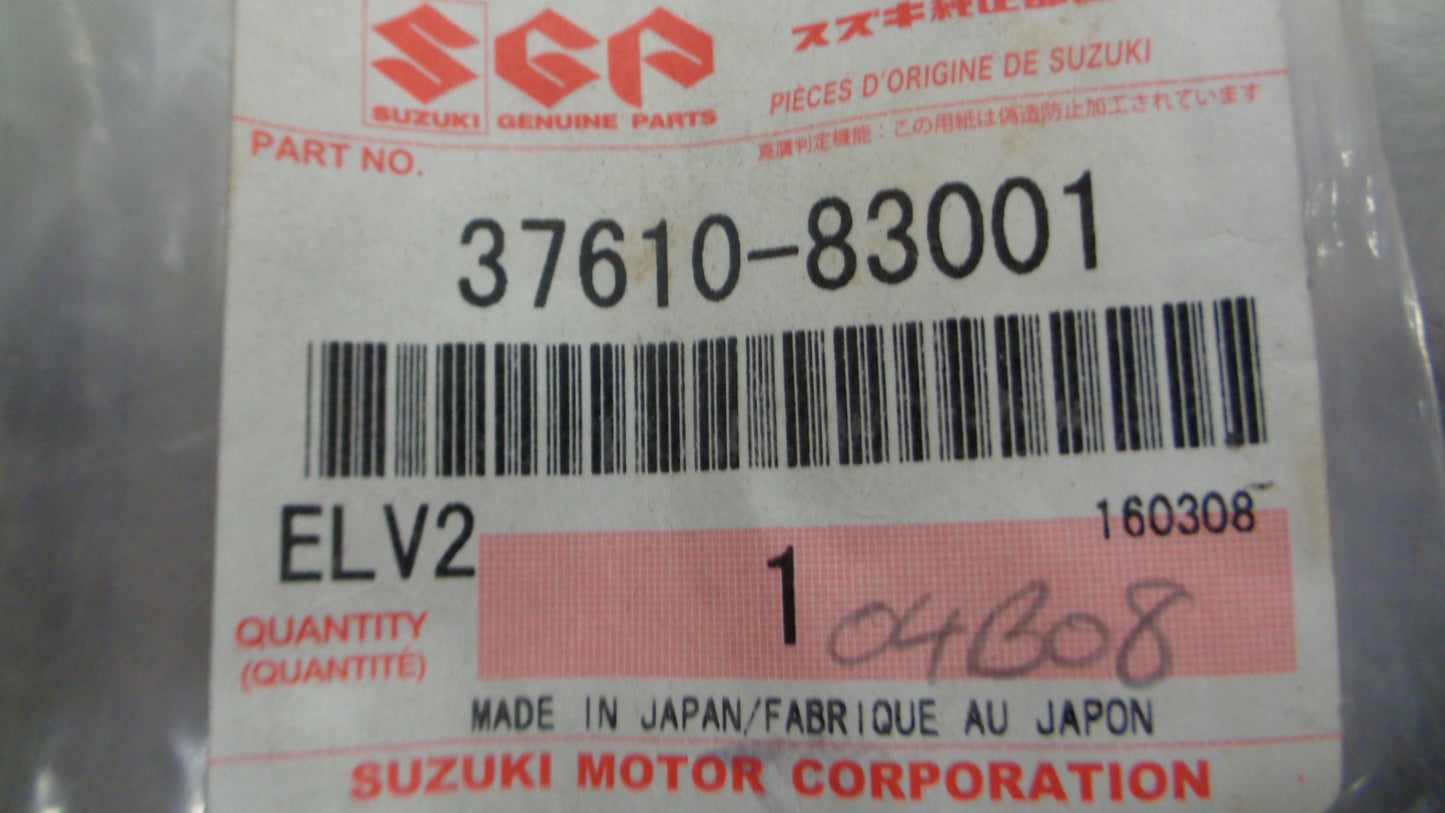 SUZUKI
GENUINE PARTS
スズキ純正部品
PIÈCES D'ORIGINE DE SUZUKI
真贋判定機能：この用紙は偽造防止加工されています
PART NO.
37610-83001
ELV2
160308
1
04B08
QUANTITY
(QUANTITÉ)
MADE IN JAPAN/FABRIQUE AU JAPON
SUZUKI MOTOR CORPORATION